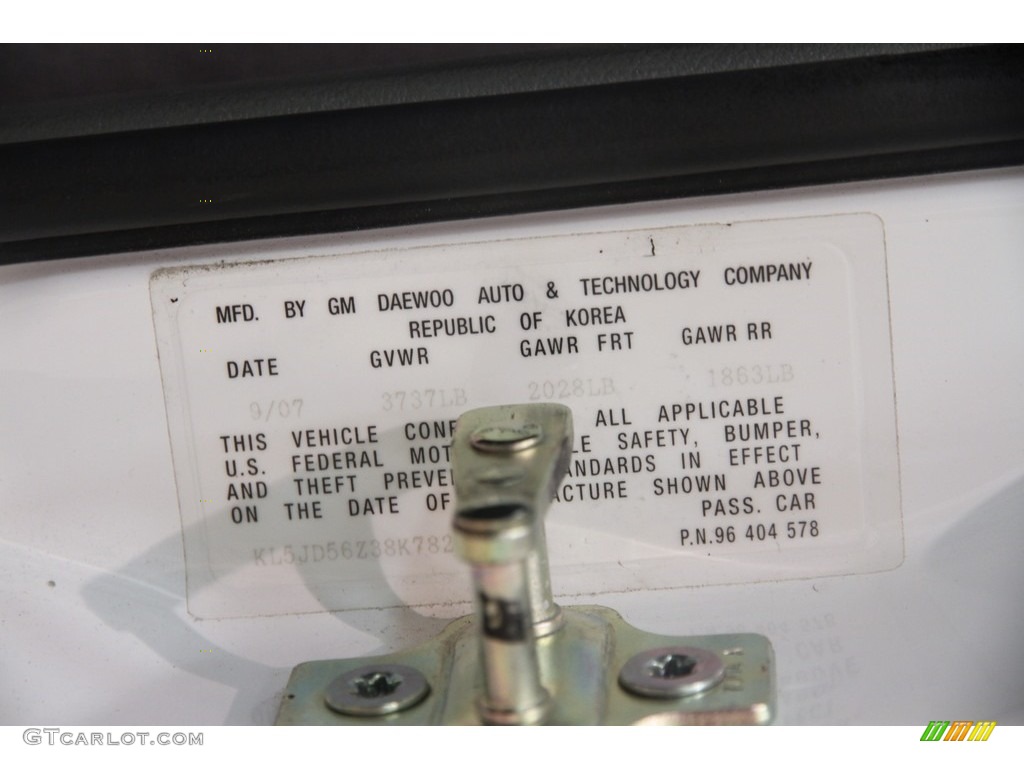 MFD. BY GM DAEWOO AUTO & TECHNOLOGY COMPANY
REPUBLIC OF KOREA
DATE GVWR GAWR FRT GAWR RR
9/07 3737LB 2028LB 1863LB
THIS VEHICLE CONF ALL APPLICABLE
U.S. FEDERAL MOT LE SAFETY, BUMPER,
AND THEFT PREVE ANDARDS IN EFFECT
ON THE DATE OF ACTURE SHOWN ABOVE
PASS. CAR
KL5JD56Z38K782
P.N.96 404 578
GTCARLOT.COM